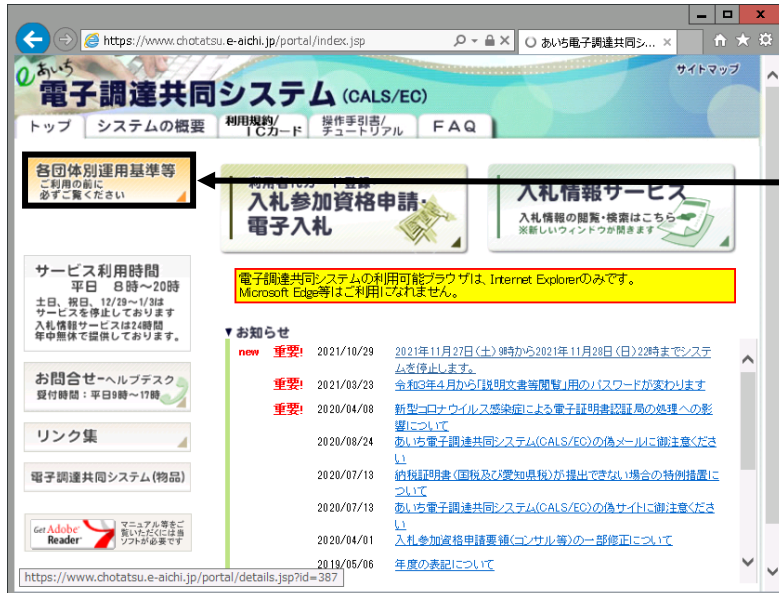 https://www.chotatsu.e-aichi.jp/portal/index.jsp
あいち電子調達共同シ...
サイトマップ
あいち
電子調達共同システム (CALS/EC)
トップ
システムの概要
利用規約/
ICカード
操作手引書/
チュートリアル
FAQ
各団体別運用基準等
ご利用の前に
必ずご覧ください
入札参加資格申請・
電子入札
入札情報サービス
入札情報の閲覧・検索はこちら
※新しいウィンドウが開きます
サービス利用時間
平日 8時~20時
土日、祝日、12/29~1/3は
サービスを停止しております
入札情報サービスは24時間
年中無休で提供しております。
電子調達共同システムの利用可能ブラウザは、Internet Explorerのみです。
Microsoft Edge等はご利用になれません。
▼お知らせ
new 重要! 2021/10/29 2021年11月27日(土)9時から2021年11月28日(日)22時までシステ
ムを停止します。
重要! 2021/03/23 令和3年4月から「説明文書等閲覧」用のパスワードが変わります
重要! 2020/04/08 新型コロナウイルス感染症による電子証明書認証局の処理への影
響について
2020/08/24 あいち電子調達共同システム(CALS/EC)の偽メールに御注意くださ
い
2020/07/13 納税証明書(国税及び愛知県税)が提出できない場合の特例措置に
ついて
2020/07/13 あいち電子調達共同システム(CALS/EC)の偽サイトに御注意くださ
い
2020/04/01 入札参加資格申請要領(コンサル等)の一部修正について
2019/05/06 年度の表記について
お問合せ-ヘルプデスク
受付時間:平日9時~17時
リンク集
電子調達共同システム(物品)
Get Adobe
Reader
マニュアル等をご
覧いただくには当
ソフトが必要です
https://www.chotatsu.e-aichi.jp/portal/details.jsp?id=387